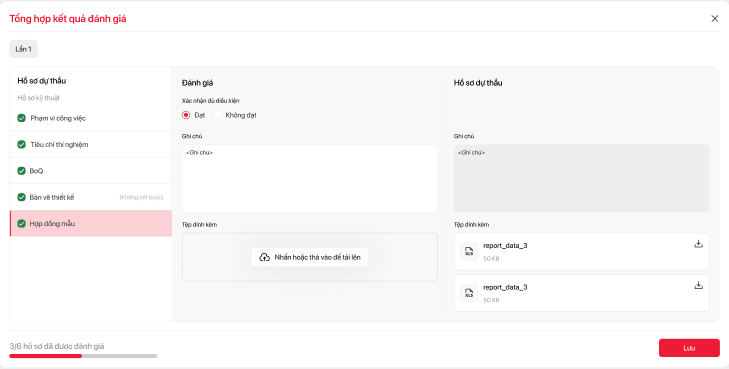 Tổng hợp kết quả đánh giá
Lần 1
Hồ sơ dự thầu
Hồ sơ kỹ thuật
Phạm vi công việc
Tiêu chí thí nghiệm
BoQ
Bản vẽ thiết kế
(Không bắt buộc)
Hợp đồng mẫu
Đánh giá
Xác nhận đủ điều kiện
Đạt
Không đạt
Ghi chú
<Ghi chú>
Tệp đính kèm
Nhấn hoặc thả vào để tải lên
Hồ sơ dự thầu
Ghi chú
<Ghi chú>
Tệp đính kèm
XLS
report_data_3
50 KB
XLS
report_data_3
50 KB
3/6 hồ sơ đã được đánh giá
Lưu